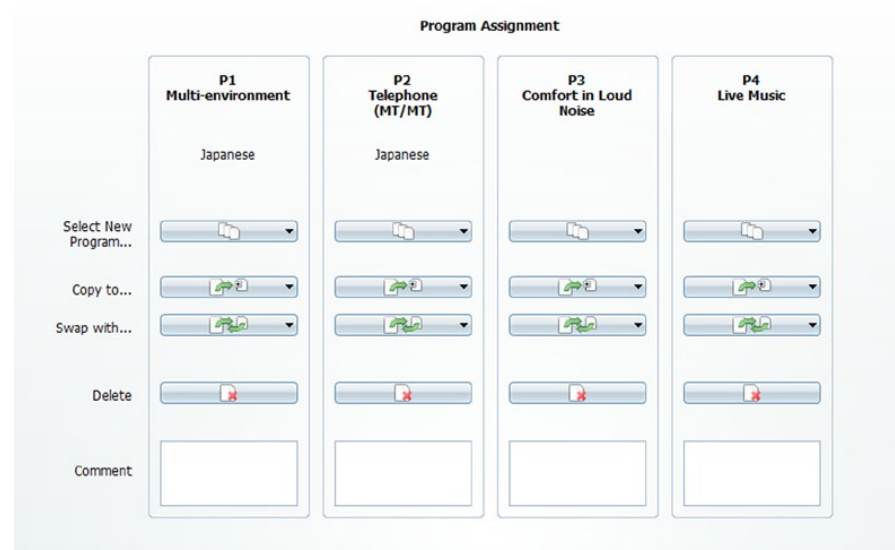 Program Assignment
P1
Multi-environment
Japanese
P2
Telephone
(MT/MT)
Japanese
P3
Comfort in Loud
Noise
P4
Live Music
Select New
Program...
Copy to...
Swap with...
Delete
Comment